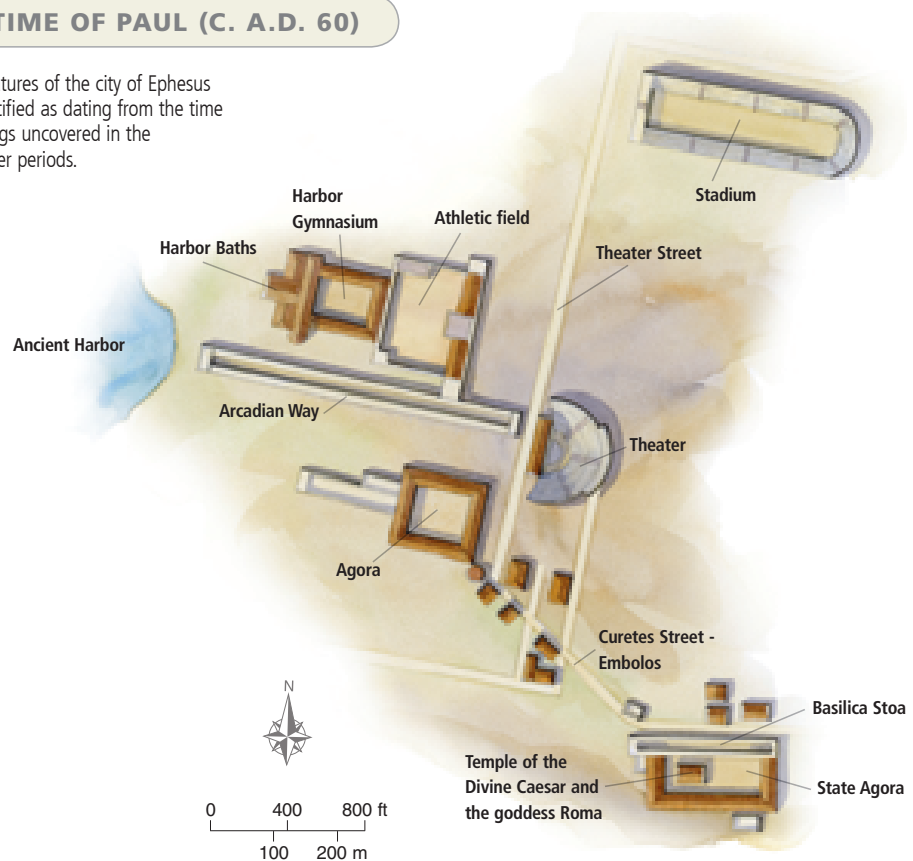 TIME OF PAUL (C. A.D. 60)
tures of the city of Ephesus
tified as dating from the time
gs uncovered in the
er periods.
Stadium
Harbor
Gymnasium
Athletic field
Harbor Baths
Theater Street
Ancient Harbor
Arcadian Way
Theater
Agora
Curetes Street -
Embolos
Basilica Stoa
Temple of the
Divine Caesar and
the goddess Roma
State Agora
N
0 400 800 ft
100 200 m